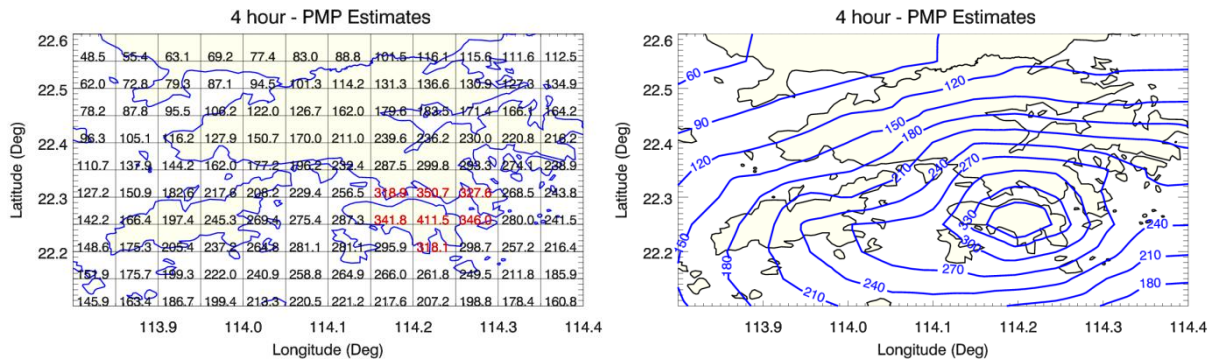 4 hour - PMP Estimates
22.6
48.5 55.4 63.1 69.2 77.4 83.0 88.8 101.5 116.1 115.6 111.6 112.5
22.5
62.0 72.8 79.3 87.1 94.5 101.3 114.2 131.3 136.6 130.9 127.3 134.9
78.2 87.8 95.5 106.2 122.0 126.7 162.0 179.6 183.5 171.4 166.1 164.2
22.4
96.3 105.1 116.2 127.9 150.7 170.0 211.0 239.6 236.2 230.0 220.8 218.2
110.7 137.9 144.2 162.0 177.2 196.2 232.4 287.5 299.8 293.3 274.1 238.9
22.3
127.2 150.9 182.6 217.6 229.4 256.5 318.9 350.7 327.6 268.5 243.8
142.2 166.4 197.4 245.3 269.4 275.4 287.3 341.8 411.5 346.0 280.0 241.5
22.2
148.6 175.3 205.4 237.2 281.1 281.1 295.9 318.1 298.7 257.2 216.4
151.9 175.7 199.3 222.0 240.9 258.8 264.9 266.0 261.8 249.5 211.8 185.9
145.9 163.4 186.7 199.4 213.3 220.5 221.2 217.6 207.2 198.8 178.4 160.8
113.9 114.0 114.1 114.2 114.3 114.4
Longitude (Deg)
Latitude (Deg)
4 hour - PMP Estimates
22.6
22.5
22.4
22.3
22.2
60
90
120
120
150
180
150
180
210
240
270
210
240
270
300
330
240
210
180
113.9 114.0 114.1 114.2 114.3 114.4
Longitude (Deg)
Latitude (Deg)